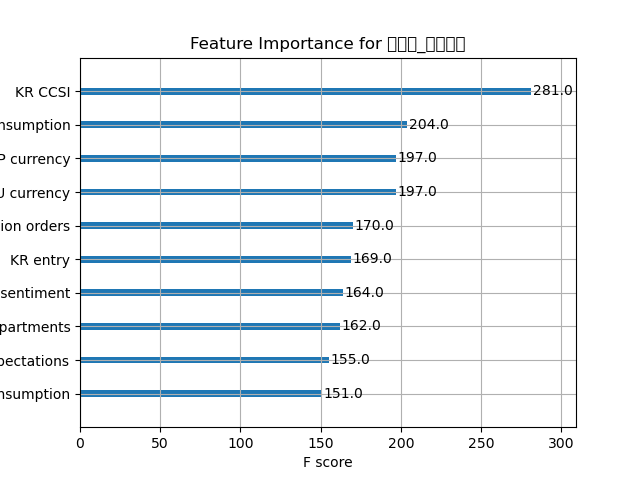 Feature Importance for
KR CCSI
281.0
nsumption
204.0
P currency
197.0
U currency
197.0
ion orders
170.0
KR entry
169.0
sentiment
164.0
partments
162.0
pectations
155.0
nsumption
151.0
0 50 100 150 200 250 300
F score